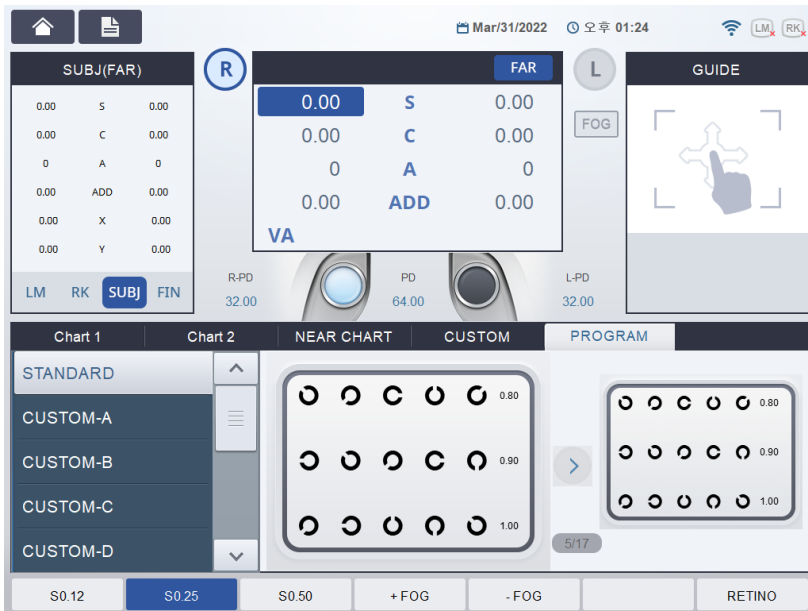 Mar/31/2022 오후 01:24 LM RK
SUBJ(FAR)
0.00 S 0.00
0.00 C 0.00
0 A 0
0.00 ADD 0.00
0.00 X 0.00
0.00 Y 0.00
LM RK SUBJ FIN
R
FAR
0.00 S 0.00
0.00 C 0.00
0 A 0
0.00 ADD 0.00
VA
L
FOG
GUIDE
R-PD
32.00
PD
64.00
L-PD
32.00
Chart 1 Chart 2 NEAR CHART CUSTOM PROGRAM
STANDARD
CUSTOM-A
CUSTOM-B
CUSTOM-C
CUSTOM-D
0.80
0.90
1.00
5/17
0.80
0.90
1.00
S0.12 S0.25 S0.50 + FOG - FOG RETINO